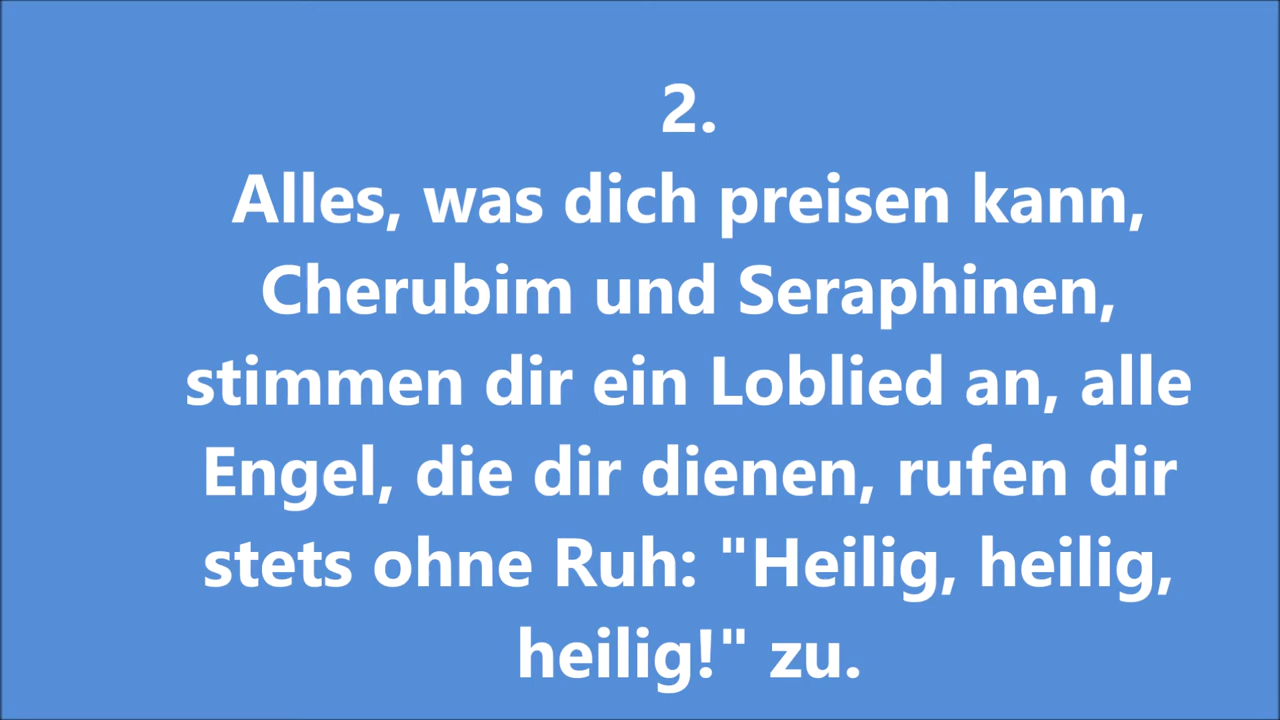 2.
Alles, was dich preisen kann,
Cherubim und Seraphinen,
stimmen dir ein Loblied an, alle
Engel, die dir dienen, rufen dir
stets ohne Ruh: "Heilig, heilig,
heilig!" zu.